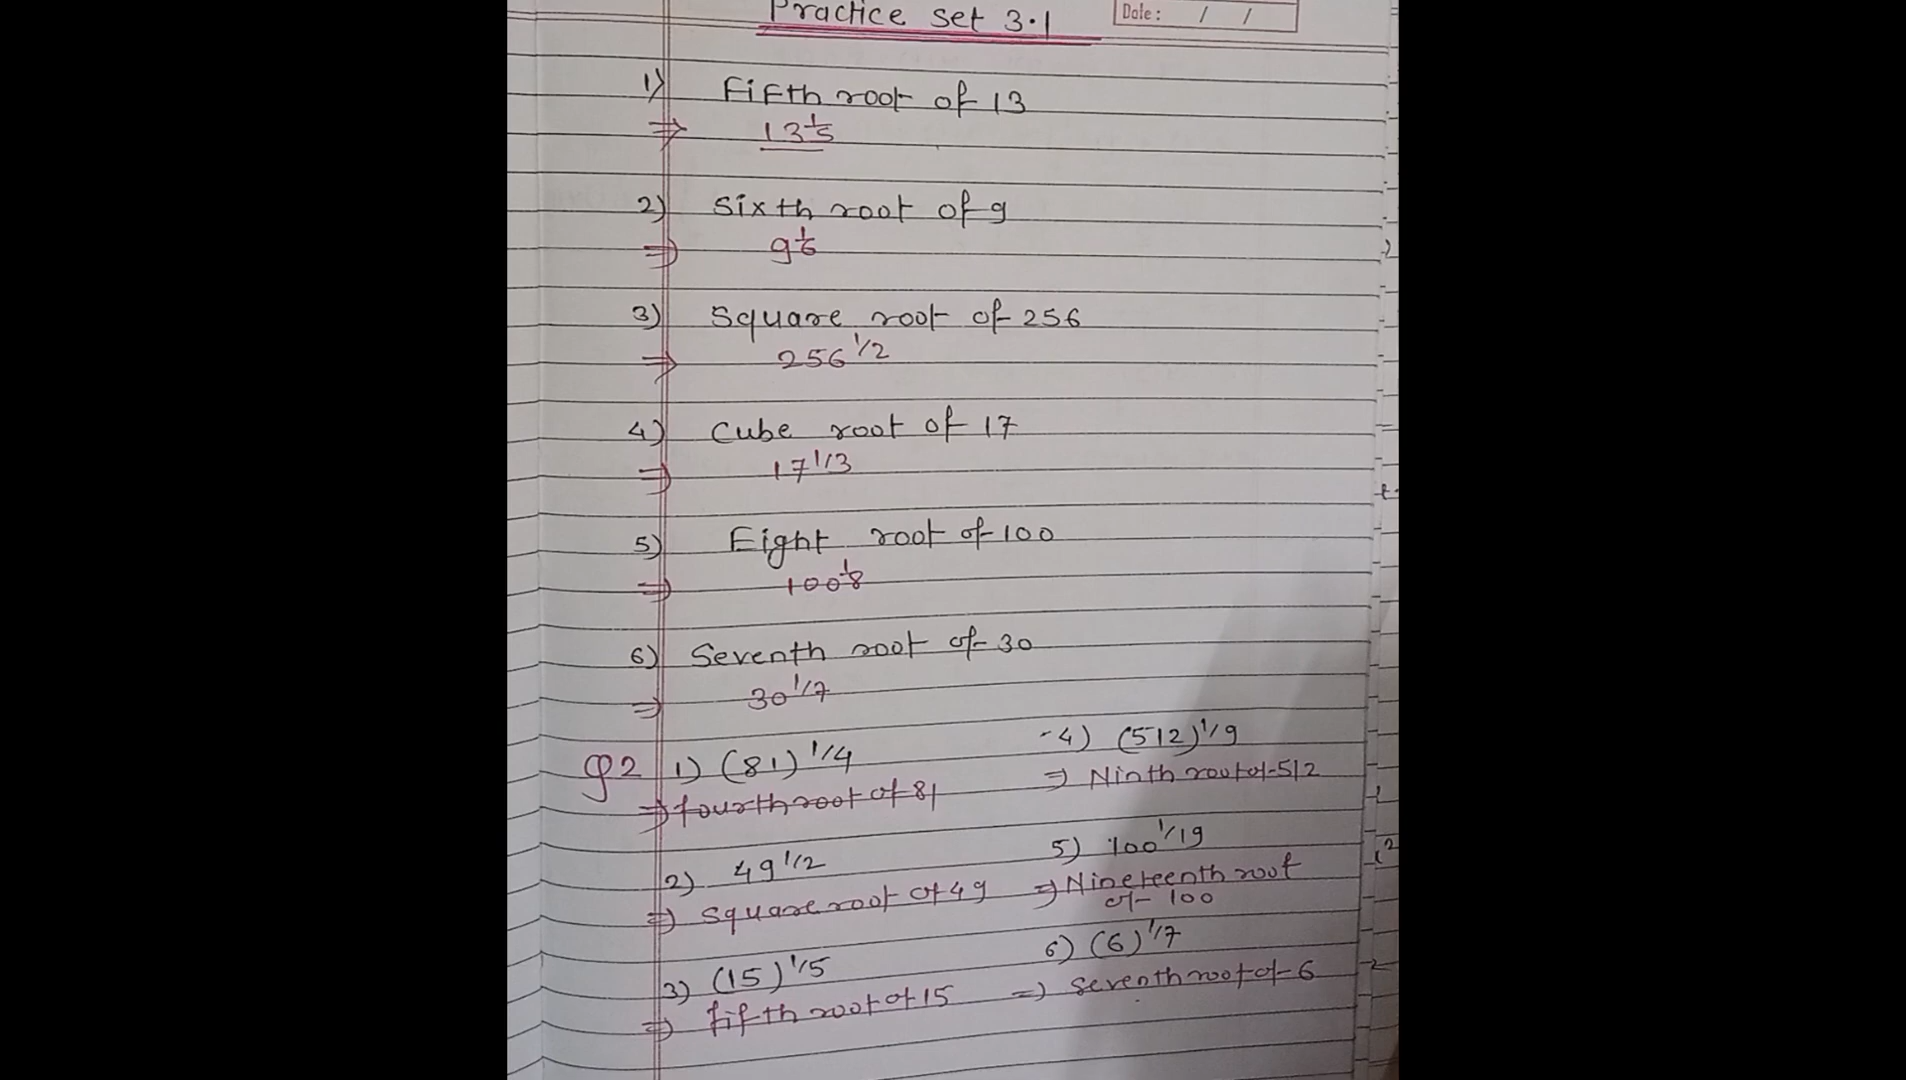 Practice set 3.1
Date: / /
1) Fifth root of 13
⇒ 13^1/5
2) Sixth root of 9
⇒ 9^1/6
3) Square root of 256
⇒ 256^1/2
4) Cube root of 17
⇒ 17^1/3
5) Eight root of 100
⇒ 100^1/8
6) Seventh root of 30
⇒ 30^1/7
Q2 1) (81)^1/4
⇒ fourth root of 81
2) 49^1/2
⇒ square root of 49
3) (15)^1/5
⇒ fifth root of 15
4) (512)^1/9
⇒ Ninth root of 512
5) 100^1/19
⇒ Nineteenth root
of 100
6) (6)^1/7
⇒ seventh root of 6